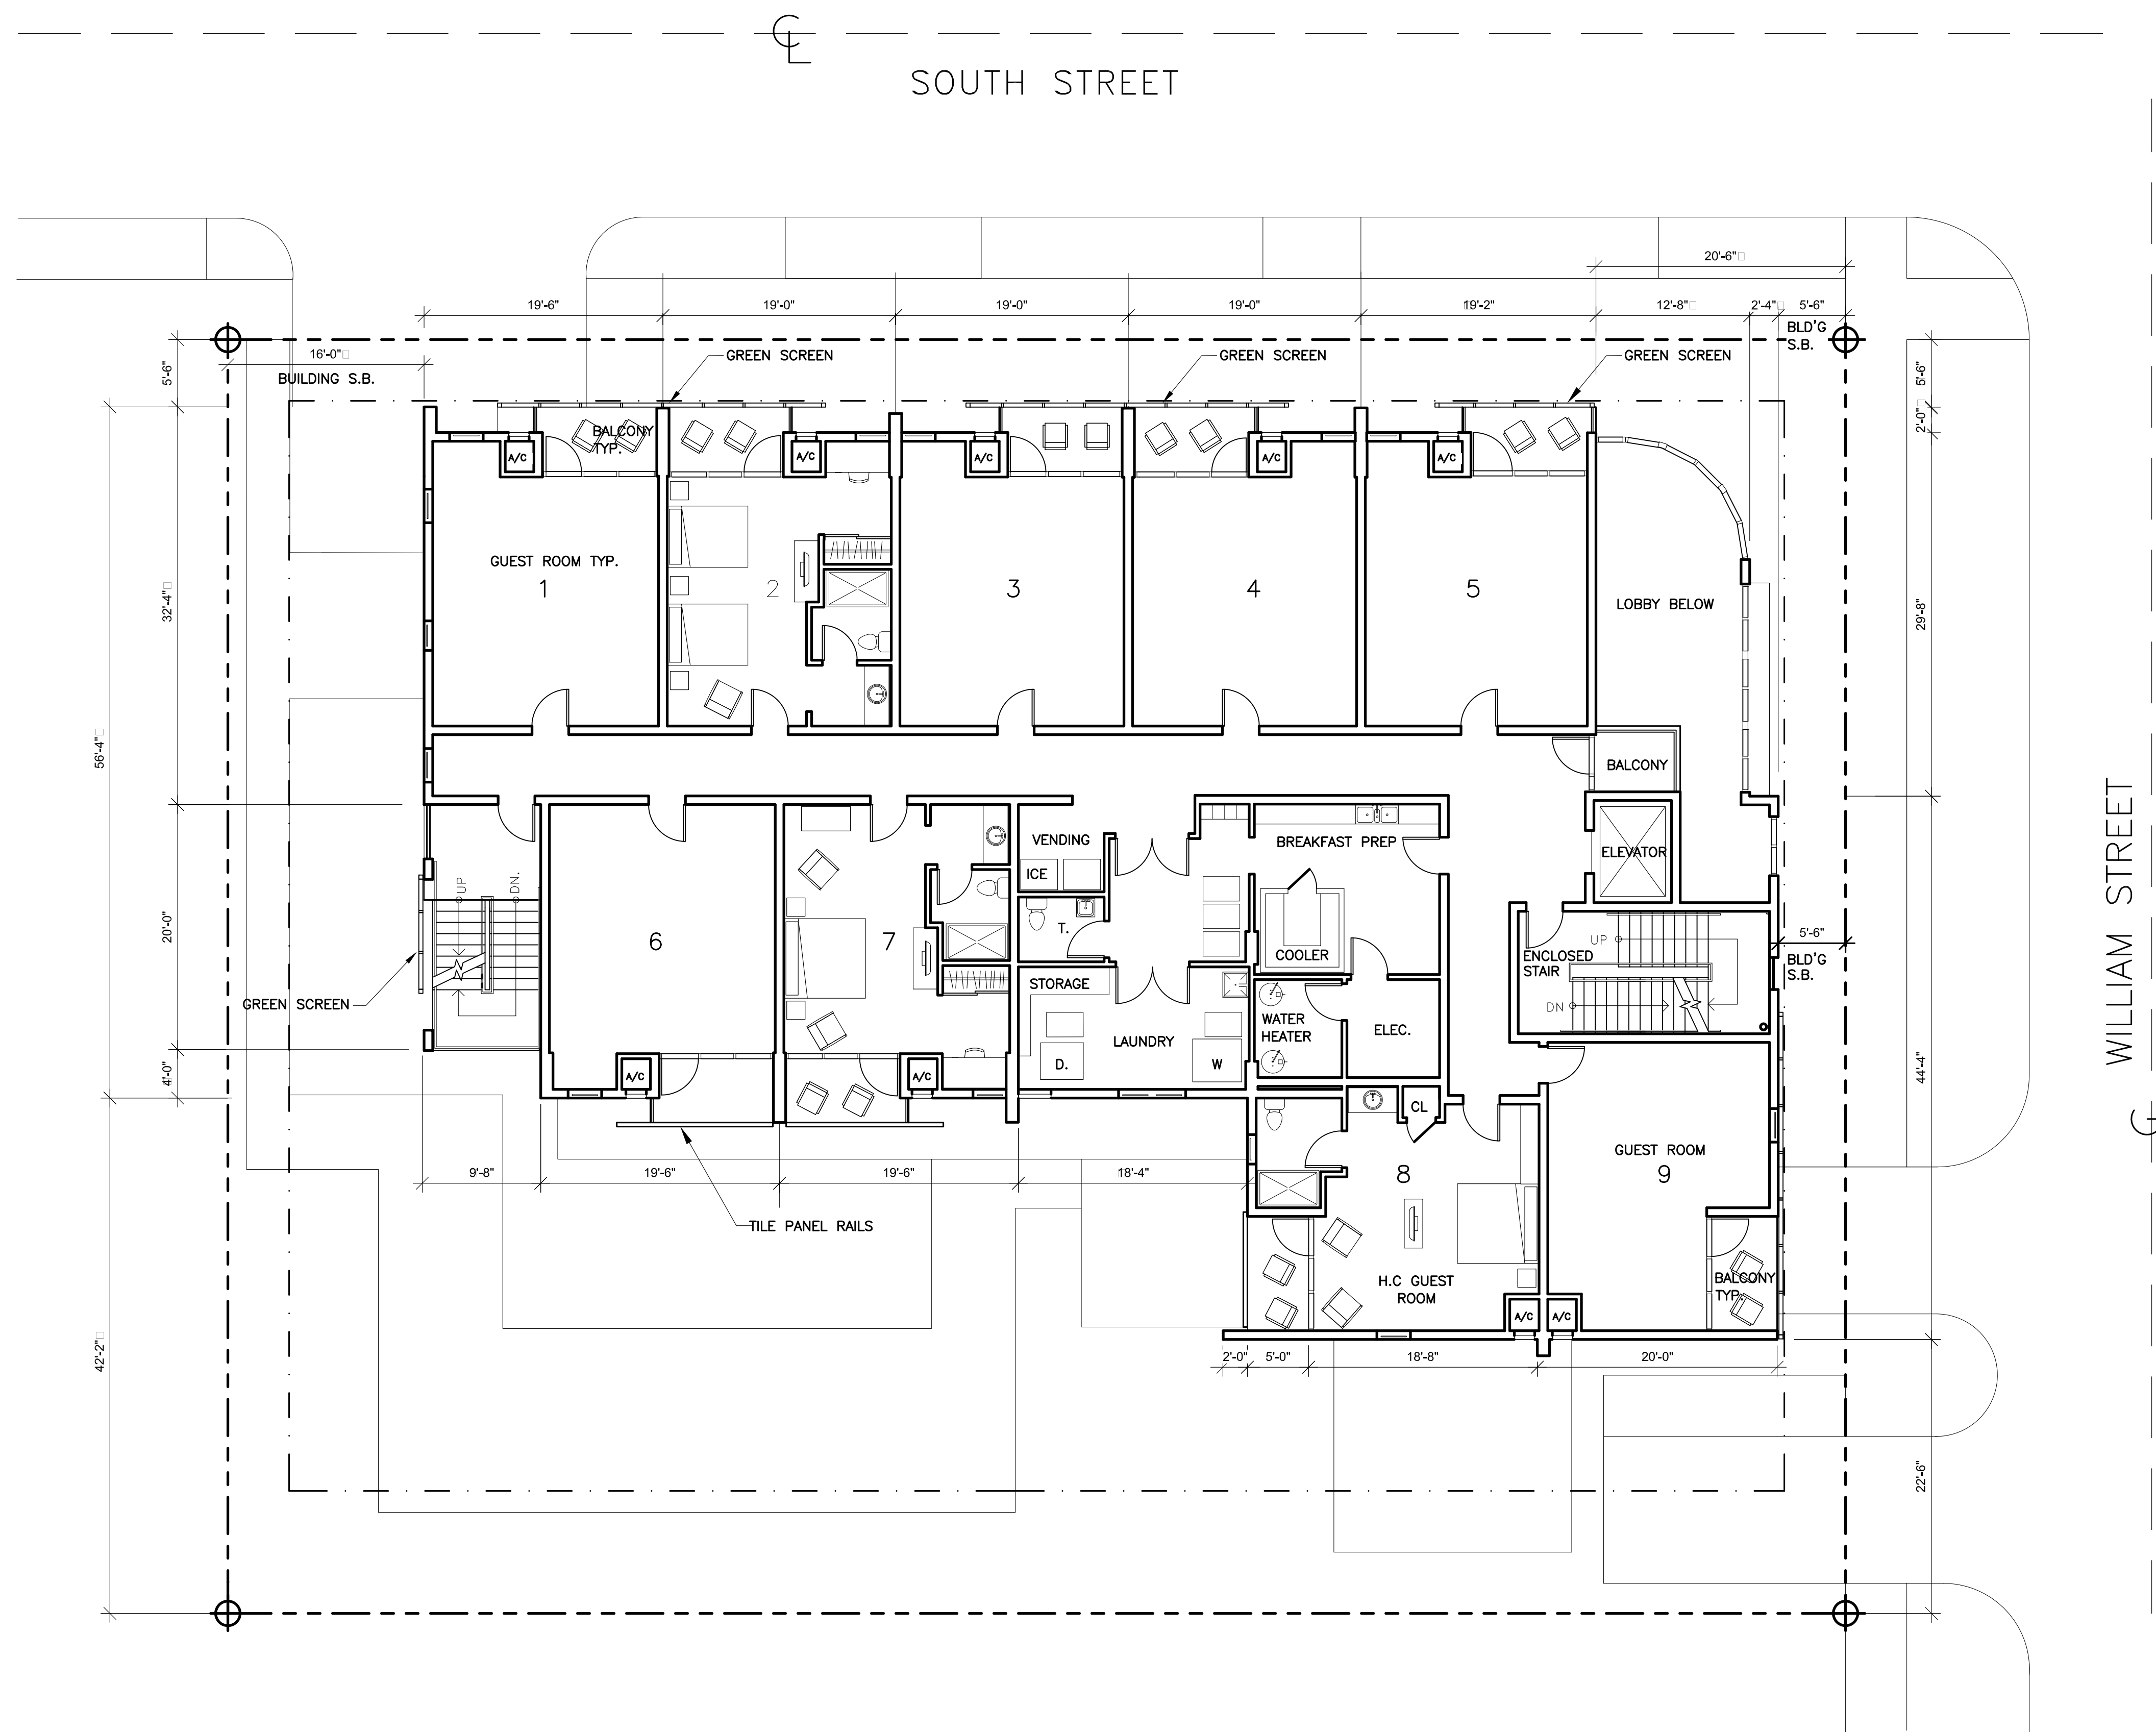 SOUTH STREET
20'-6"
19'-6"
19'-0"
19'-0"
19'-0"
19'-2"
12'-8"
2'-4"
5'-6"
BLD'G
S.B.
16'-0"
BUILDING S.B.
GREEN SCREEN
GREEN SCREEN
GREEN SCREEN
5'-6"
5'-6"
2'-0"
BALCONY
TYP.
A/C
A/C
A/C
A/C
A/C
GUEST ROOM TYP.
1
2
3
4
5
LOBBY BELOW
32'-4"
29'-8"
56'-4"
BALCONY
WILLIAM STREET
VENDING
ICE
BREAKFAST PREP
ELEVATOR
UP
DN.
20'-0"
6
7
T.
COOLER
UP
ENCLOSED
STAIR
DN
5'-6"
BLD'G
S.B.
GREEN SCREEN
STORAGE
WATER
HEATER
ELEC.
LAUNDRY
D.
W
4'-0"
A/C
A/C
44'-4"
CL
9'-8"
19'-6"
19'-6"
18'-4"
8
GUEST ROOM
9
TILE PANEL RAILS
H.C GUEST
ROOM
BALCONY
TYP.
A/C
A/C
2'-0"
5'-0"
18'-8"
20'-0"
42'-2"
22'-6"